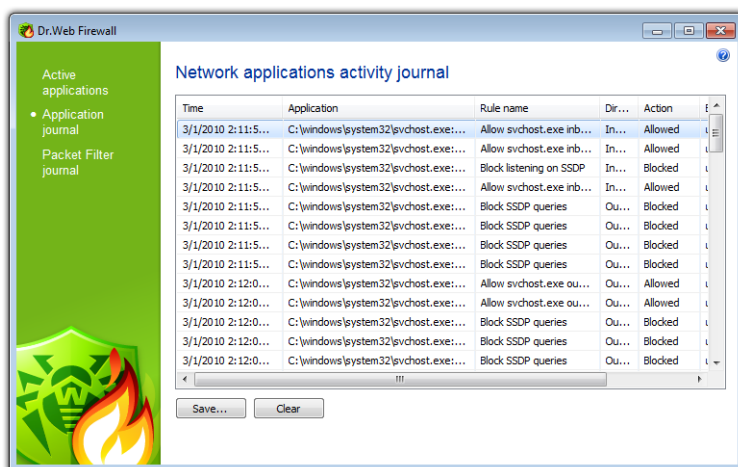 Dr.Web Firewall
Active
applications
Application
journal
Packet Filter
journal
Network applications activity journal
Time Application Rule name Dir... Action
3/1/2010 2:11:5... C:\windows\system32\svchost.exe:... Allow svchost.exe inb... In... Allowed
3/1/2010 2:11:5... C:\windows\system32\svchost.exe:... Allow svchost.exe inb... In... Allowed
3/1/2010 2:11:5... C:\windows\system32\svchost.exe:... Block listening on SSDP In... Blocked
3/1/2010 2:11:5... C:\windows\system32\svchost.exe:... Allow svchost.exe inb... In... Allowed
3/1/2010 2:11:5... C:\windows\system32\svchost.exe:... Block SSDP queries Ou... Blocked
3/1/2010 2:11:5... C:\windows\system32\svchost.exe:... Block SSDP queries Ou... Blocked
3/1/2010 2:11:5... C:\windows\system32\svchost.exe:... Block SSDP queries Ou... Blocked
3/1/2010 2:11:5... C:\windows\system32\svchost.exe:... Block SSDP queries Ou... Blocked
3/1/2010 2:12:0... C:\windows\system32\svchost.exe:... Allow svchost.exe ou... Ou... Allowed
3/1/2010 2:12:0... C:\windows\system32\svchost.exe:... Allow svchost.exe ou... Ou... Allowed
3/1/2010 2:12:0... C:\windows\system32\svchost.exe:... Block SSDP queries Ou... Blocked
3/1/2010 2:12:0... C:\windows\system32\svchost.exe:... Block SSDP queries Ou... Blocked
3/1/2010 2:12:0... C:\windows\system32\svchost.exe:... Block SSDP queries Ou... Blocked
Save... Clear